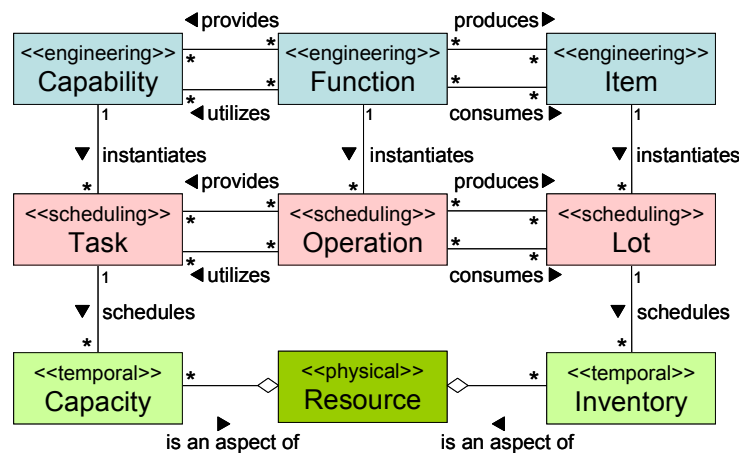 ◀ provides
produces ▶
<<engineering>>
Capability
* *
<<engineering>>
Function
* *
<<engineering>>
Item
* *
* *
◀ utilizes
consumes ▶
1
1
1
▼ instantiates
▼ instantiates
▼ instantiates
*
*
*
◀ provides
produces ▶
<<scheduling>>
Task
* *
<<scheduling>>
Operation
* *
<<scheduling>>
Lot
* *
* *
◀ utilizes
consumes ▶
1
1
▼ schedules
▼ schedules
*
*
<<temporal>>
Capacity
*
<<physical>>
Resource
*
<<temporal>>
Inventory
▶
◀
is an aspect of
is an aspect of